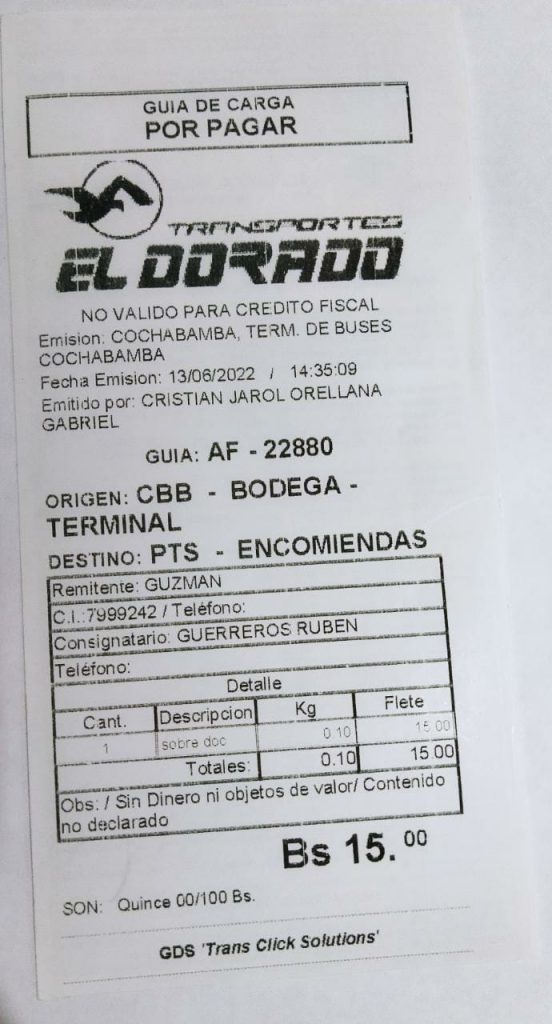 GUIA DE CARGA
POR PAGAR
TRANSPORTES
EL DORADO
NO VALIDO PARA CREDITO FISCAL
Emision: COCHABAMBA, TERM. DE BUSES
COCHABAMBA
Fecha Emision: 13/06/2022 / 14:35:09
Emitido por: CRISTIAN JAROL ORELLANA
GABRIEL
GUIA: AF - 22880
ORIGEN: CBB - BODEGA -
TERMINAL
DESTINO: PTS - ENCOMIENDAS
Remitente: GUZMAN
C.I.:7999242 / Teléfono:
Consignatario: GUERREROS RUBEN
Teléfono:
Detalle
Cant. Descripcion Kg Flete
1 sobre doc 0.10 15.00
Totales: 0.10 15.00
Obs: / Sin Dinero ni objetos de valor/ Contenido
no declarado
Bs 15.00
SON: Quince 00/100 Bs.
GDS 'Trans Click Solutions'